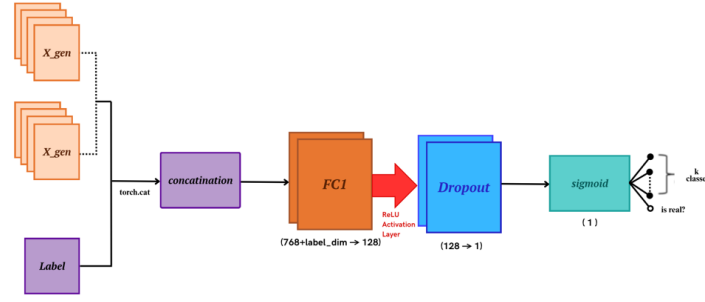 X_gen
X_gen
Label
torch.cat
concatination
FC1
(768+label_dim → 128)
ReLU
Activation
Layer
Dropout
(128 → 1)
sigmoid
(1)
k
classe
is real?